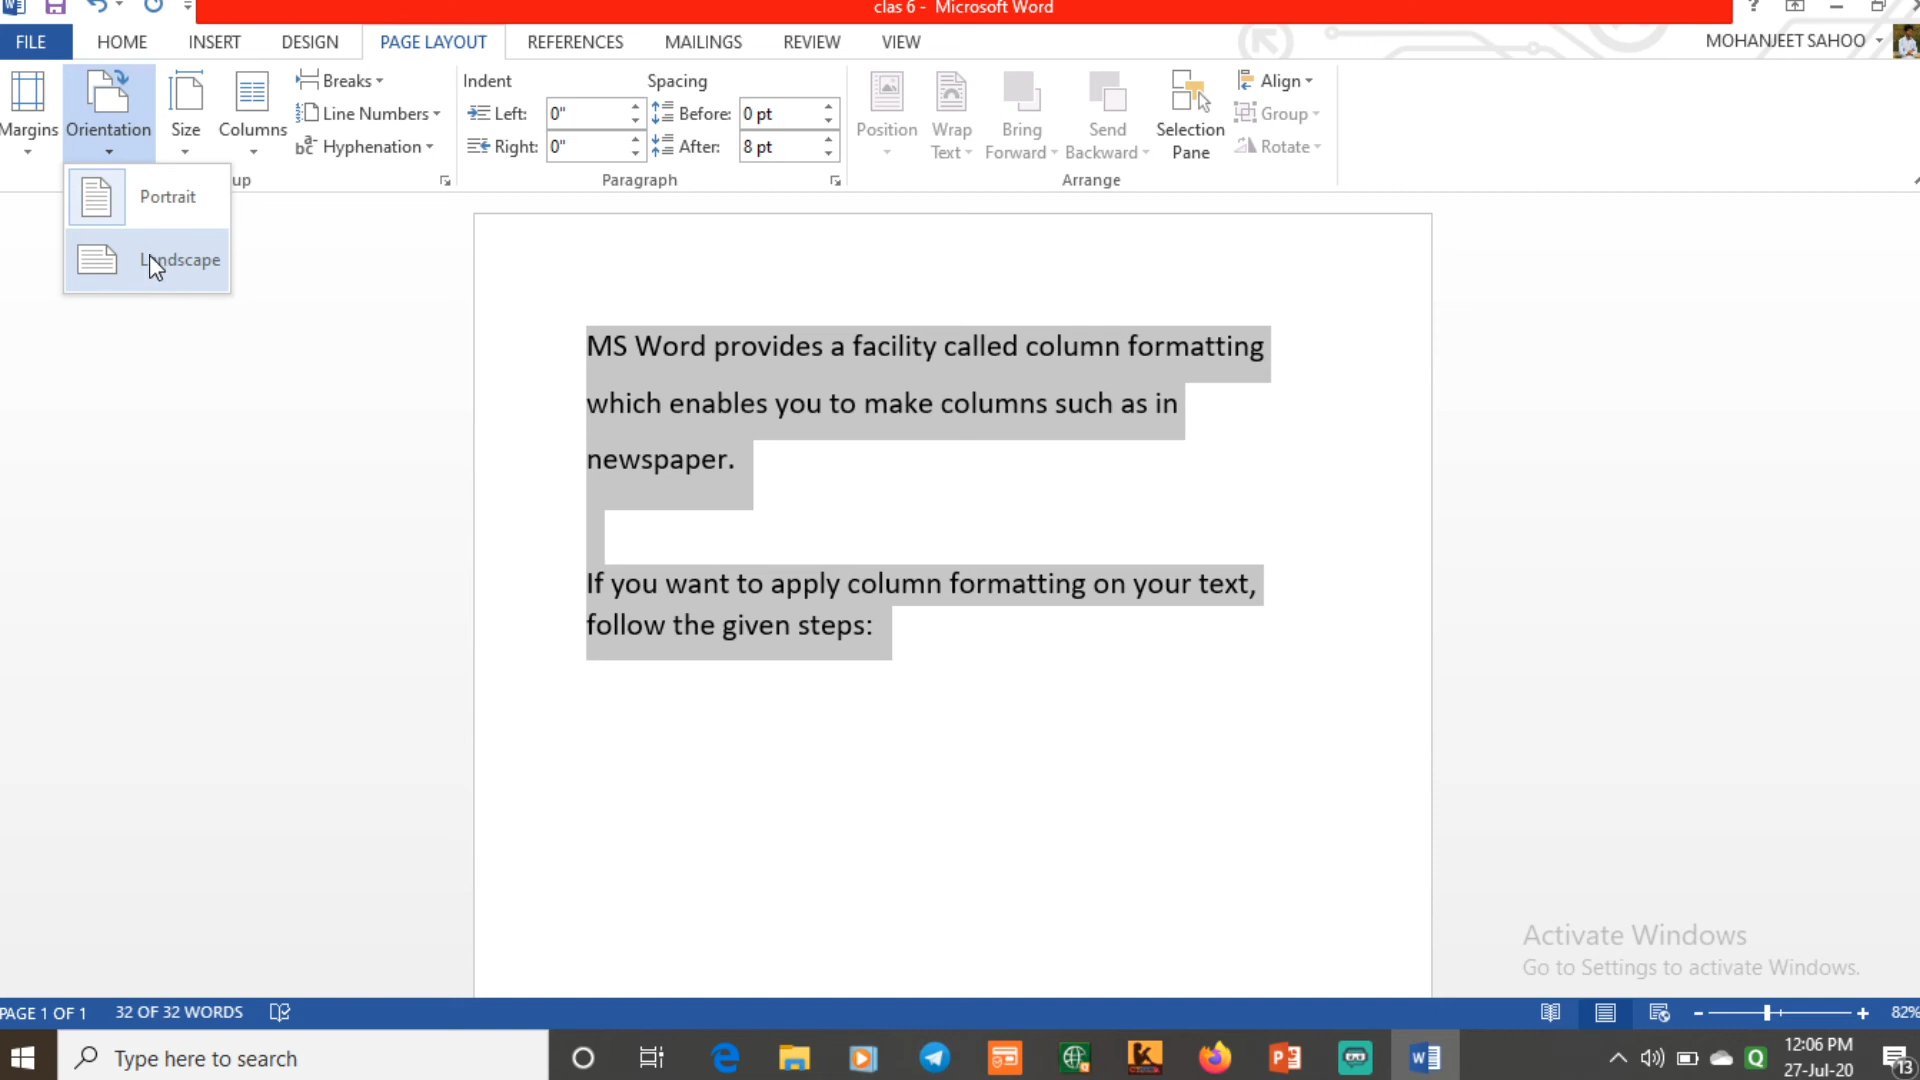 clas 6 - Microsoft Word
?
FILE HOME INSERT DESIGN PAGE LAYOUT REFERENCES MAILINGS REVIEW VIEW MOHANJEET SAHOO
Margins Orientation Size Columns
Breaks
Line Numbers
Hyphenation
Indent Spacing
Left: 0" Before: 0 pt
Right: 0" After: 8 pt
Position Wrap Text Bring Forward Send Backward Selection Pane
Align
Group
Rotate
up Paragraph Arrange
Portrait
Landscape
MS Word provides a facility called column formatting
which enables you to make columns such as in
newspaper.
If you want to apply column formatting on your text,
follow the given steps:
Activate Windows
Go to Settings to activate Windows.
PAGE 1 OF 1 32 OF 32 WORDS 82%
Type here to search
12:06 PM
27-Jul-20
13